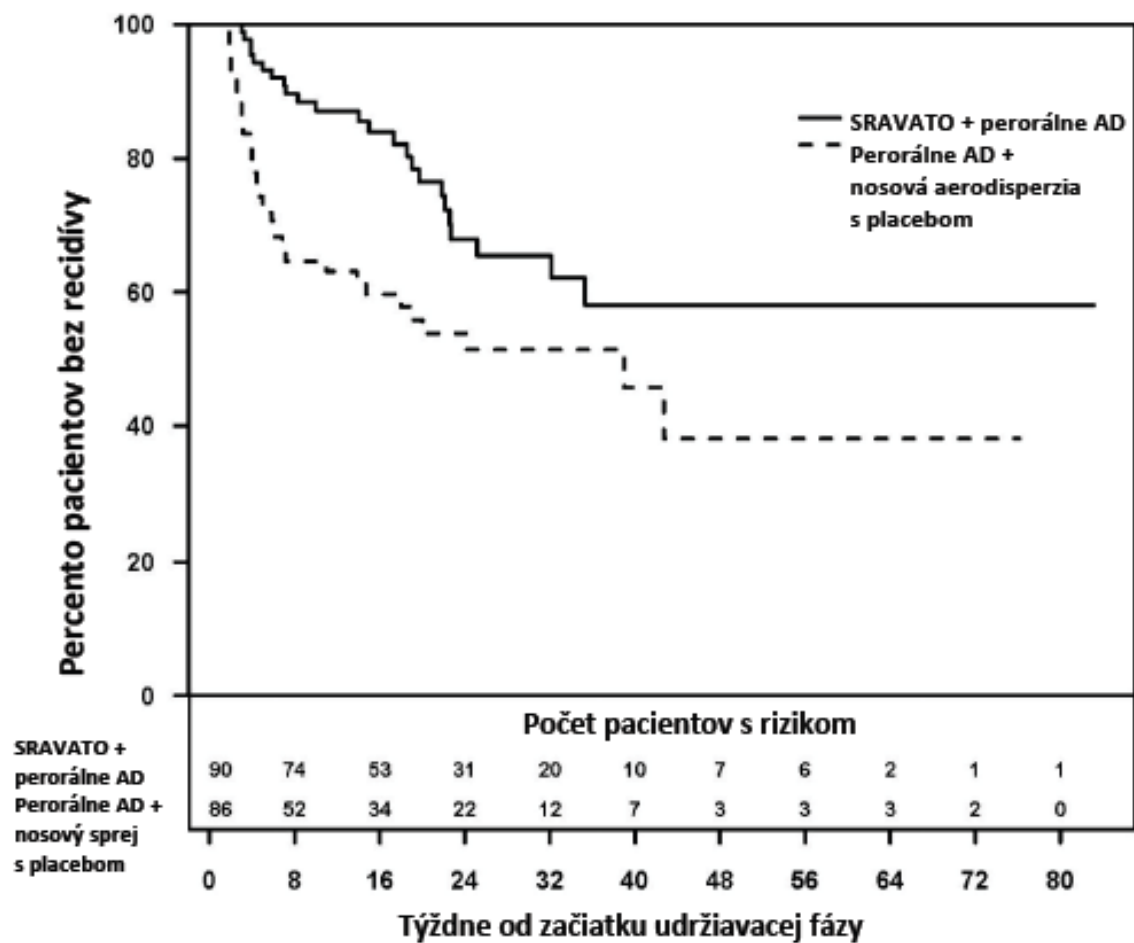 100
80
60
40
20
0
Percento pacientov bez recidívy
SRAVATO + perorálne AD
Perorálne AD +
nosová aerodisperzia
s placebom
Počet pacientov s rizikom
SRAVATO +
perorálne AD
90 74 53 31 20 10 7 6 2 1 1
Perorálne AD +
nosový sprej
s placebom
86 52 34 22 12 7 3 3 3 2 0
0 8 16 24 32 40 48 56 64 72 80
Týždne od začiatku udržiavacej fázy